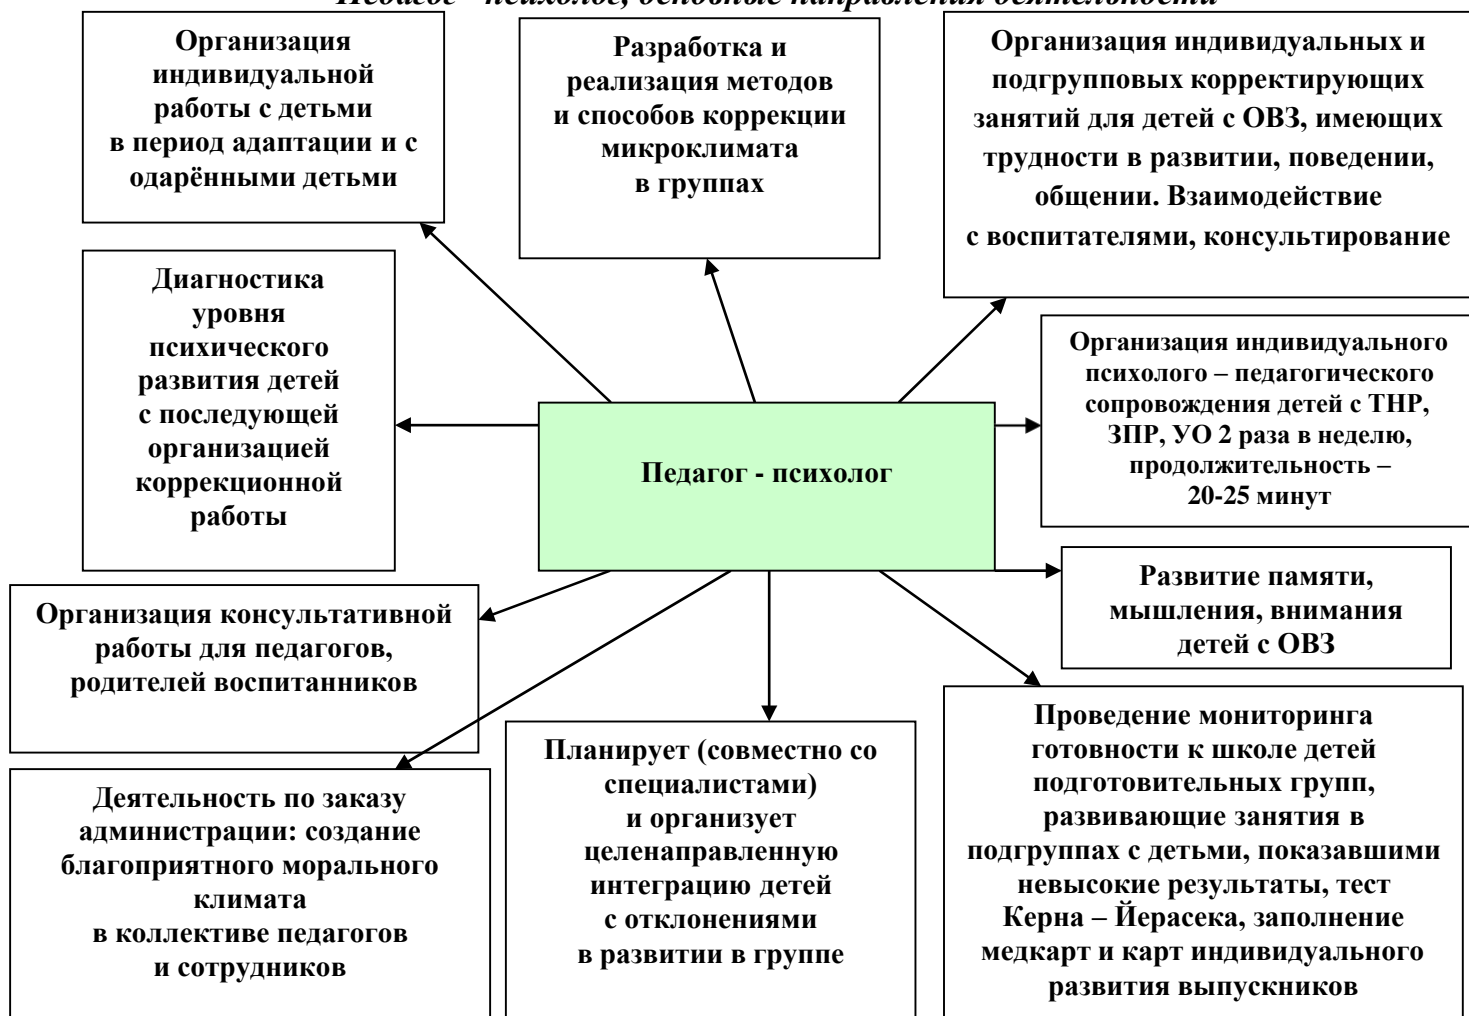 Педагог - психолог, основные направления деятельности
Организация
индивидуальной
работы с детьми
в период адаптации и с
одарёнными детьми
Разработка и
реализация методов
и способов коррекции
микроклимата
в группах
Организация индивидуальных и
подгрупповых корректирующих
занятий для детей с ОВЗ, имеющих
трудности в развитии, поведении,
общении. Взаимодействие
с воспитателями, консультирование
Диагностика
уровня
психического
развития детей
с последующей
организацией
коррекционной
работы
Организация индивидуального
психолого – педагогического
сопровождения детей с ТНР,
ЗПР, УО 2 раза в неделю,
продолжительность –
20-25 минут
Педагог - психолог
Развитие памяти,
мышления, внимания
детей с ОВЗ
Организация консультативной
работы для педагогов,
родителей воспитанников
Деятельность по заказу
администрации: создание
благоприятного морального
климата
в коллективе педагогов
и сотрудников
Планирует (совместно со
специалистами)
и организует
целенаправленную
интеграцию детей
с отклонениями
в развитии в группе
Проведение мониторинга
готовности к школе детей
подготовительных групп,
развивающие занятия в
подгруппах с детьми, показавшими
невысокие результаты, тест
Керна – Йерасека, заполнение
медкарт и карт индивидуального
развития выпускников